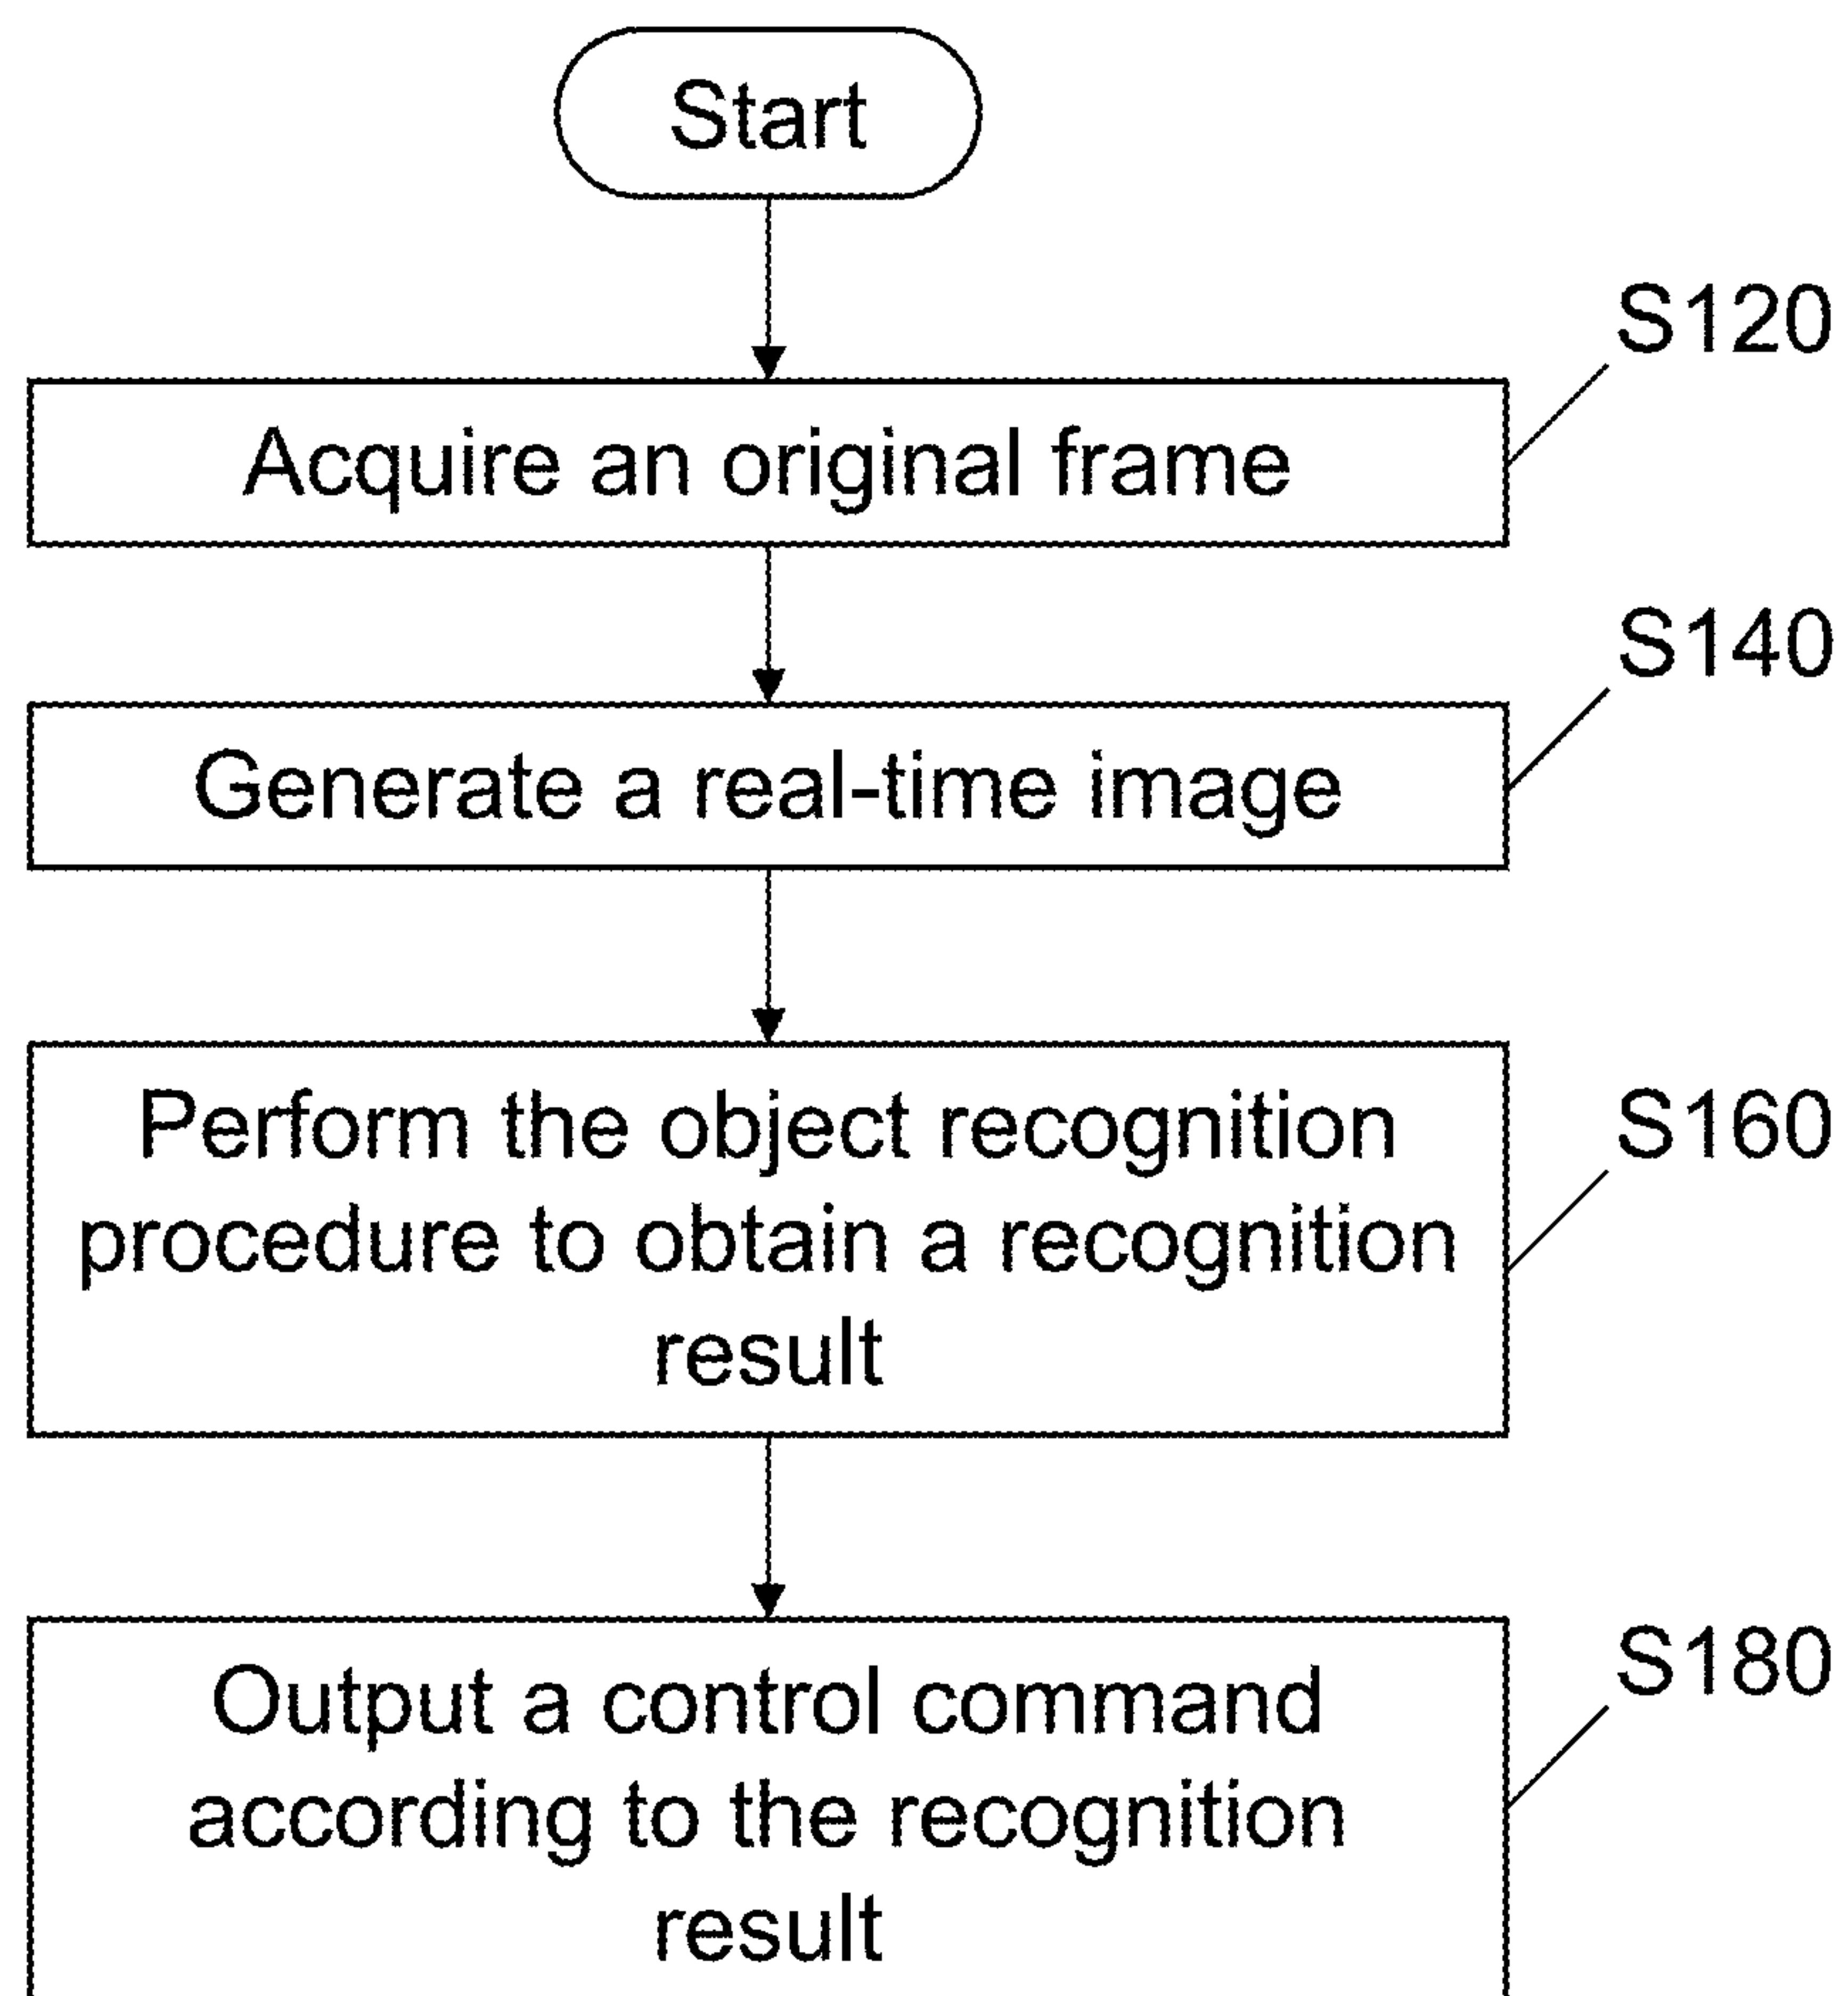 Start
S120
Acquire an original frame
S140
Generate a real-time image
S160
Perform the object recognition
procedure to obtain a recognition
result
S180
Output a control command
according to the recognition
result